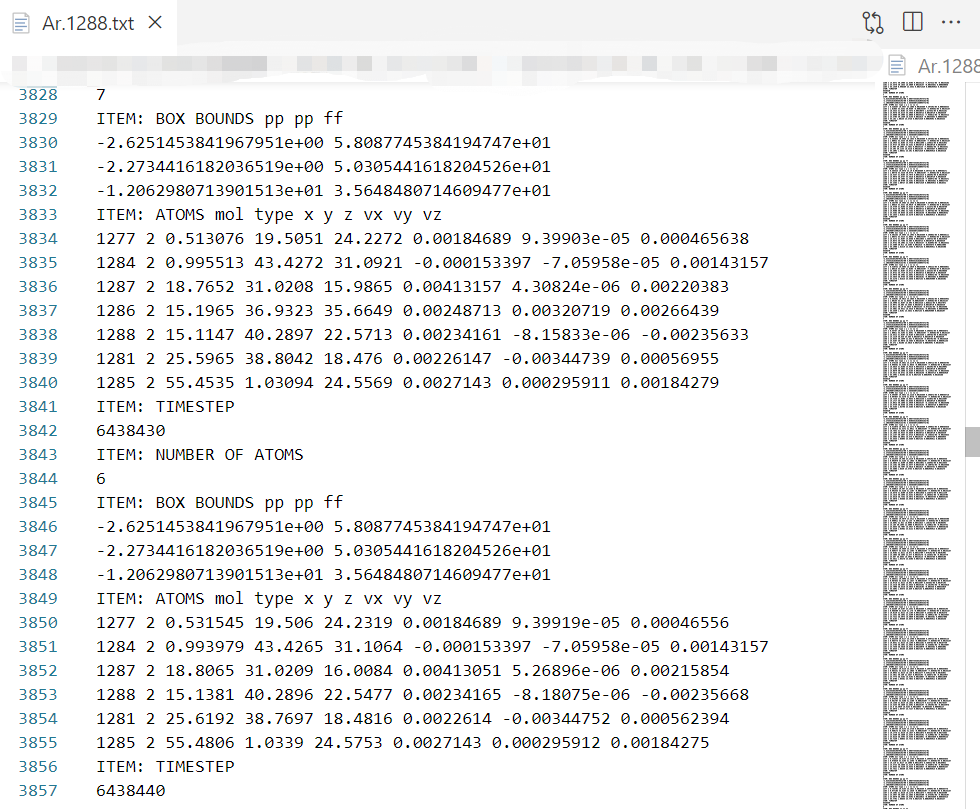 Ar.1288.txt
Ar.1288
3828 7
3829 ITEM: BOX BOUNDS pp pp ff
3830 -2.6251453841967951e+00 5.8087745384194747e+01
3831 -2.2734416182036519e+00 5.0305441618204526e+01
3832 -1.2062980713901513e+01 3.5648480714609477e+01
3833 ITEM: ATOMS mol type x y z vx vy vz
3834 1277 2 0.513076 19.5051 24.2272 0.00184689 9.39903e-05 0.000465638
3835 1284 2 0.995513 43.4272 31.0921 -0.000153397 -7.05958e-05 0.00143157
3836 1287 2 18.7652 31.0208 15.9865 0.00413157 4.30824e-06 0.00220383
3837 1286 2 15.1965 36.9323 35.6649 0.00248713 0.00320719 0.00266439
3838 1288 2 15.1147 40.2897 22.5713 0.00234161 -8.15833e-06 -0.00235633
3839 1281 2 25.5965 38.8042 18.476 0.00226147 -0.00344739 0.00056955
3840 1285 2 55.4535 1.03094 24.5569 0.0027143 0.000295911 0.00184279
3841 ITEM: TIMESTEP
3842 6438430
3843 ITEM: NUMBER OF ATOMS
3844 6
3845 ITEM: BOX BOUNDS pp pp ff
3846 -2.6251453841967951e+00 5.8087745384194747e+01
3847 -2.2734416182036519e+00 5.0305441618204526e+01
3848 -1.2062980713901513e+01 3.5648480714609477e+01
3849 ITEM: ATOMS mol type x y z vx vy vz
3850 1277 2 0.531545 19.506 24.2319 0.00184689 9.39919e-05 0.00046556
3851 1284 2 0.993979 43.4265 31.1064 -0.000153397 -7.05958e-05 0.00143157
3852 1287 2 18.8065 31.0209 16.0084 0.00413051 5.26896e-06 0.00215854
3853 1288 2 15.1381 40.2896 22.5477 0.00234165 -8.18075e-06 -0.00235668
3854 1281 2 25.6192 38.7697 18.4816 0.0022614 -0.00344752 0.000562394
3855 1285 2 55.4806 1.0339 24.5753 0.0027143 0.000295912 0.00184275
3856 ITEM: TIMESTEP
3857 6438440